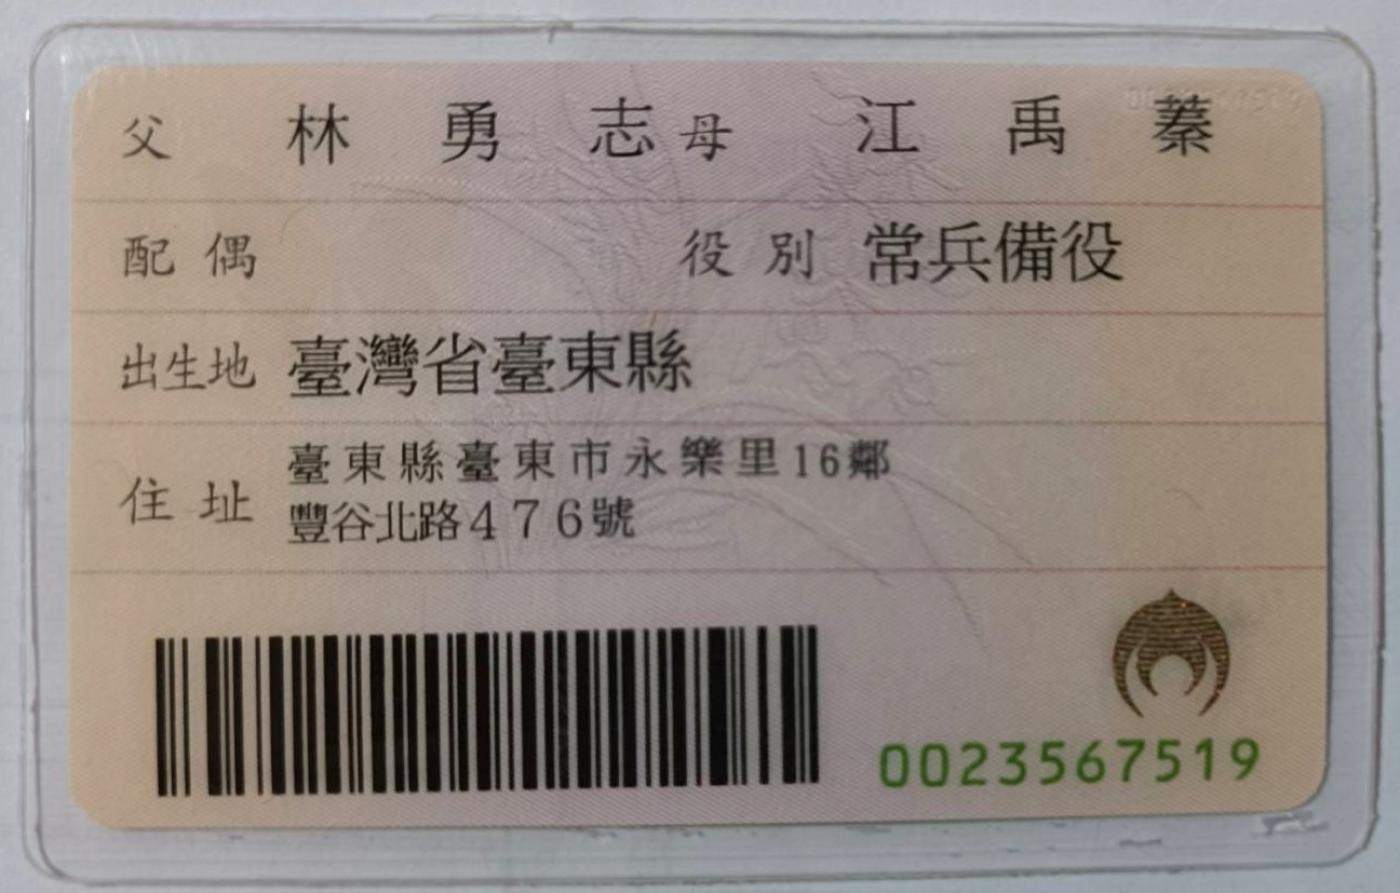 父 林勇志 母 江禹蓁
配偶 役別 常兵備役
出生地 臺灣省臺東縣
住址 臺東縣臺東市永樂里16鄰
豐谷北路476號
0023567519